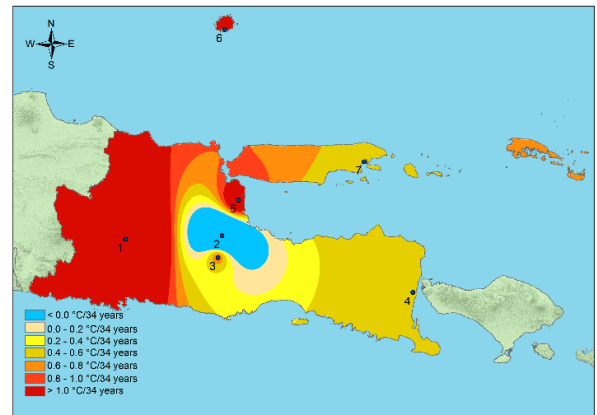 N
W E
S
6
7
5
1
2
3
4
< 0.0 °C/34 years
0.0 - 0.2 °C/34 years
0.2 - 0.4 °C/34 years
0.4 - 0.6 °C/34 years
0.6 - 0.8 °C/34 years
0.8 - 1.0 °C/34 years
> 1.0 °C/34 years